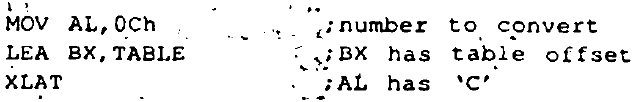 MOV AL,0Ch ;number to convert
LEA BX,TABLE ;BX has table offset
XLAT ;AL has 'C'